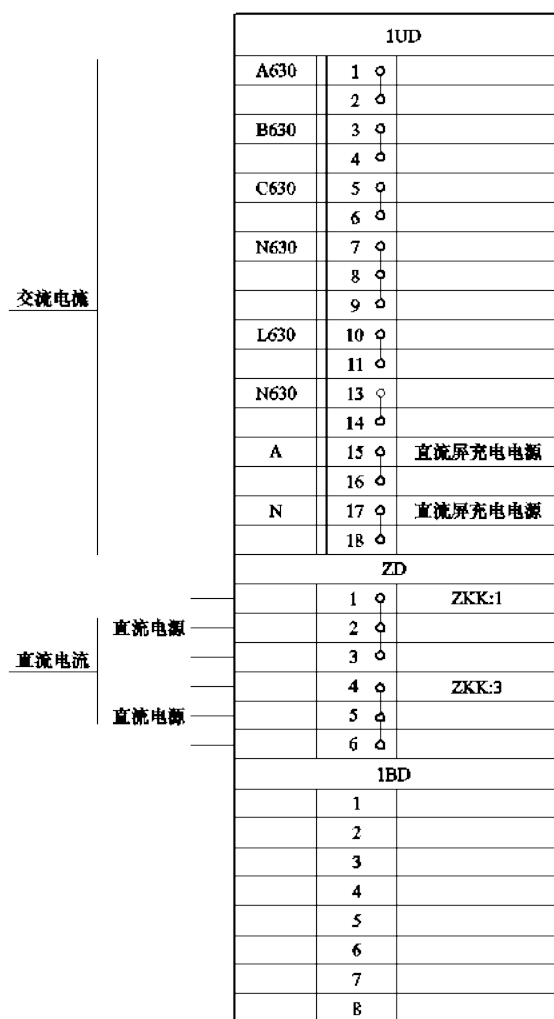 1UD
A630 1
2
B630 3
4
C630 5
6
N630 7
8
交流电流 9
L630 10
11
N630 13
14
A 15 直流屏充电电源
16
N 17 直流屏充电电源
18
ZD
1 ZKK:1
直流电源 2
直流电流 3
4 ZKK:3
直流电源 5
6
1BD
1
2
3
4
5
6
7
8